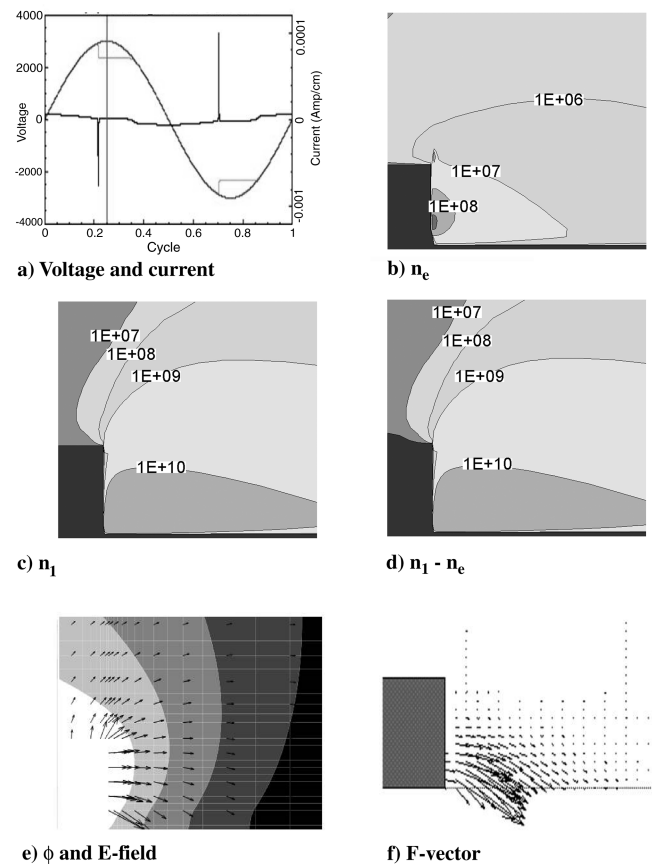 4000
2000
0
-2000
-4000
Voltage
0.0001
0
-0.001
Current (Amp/cm)
0
0.2
0.4
0.6
0.8
1
Cycle
a) Voltage and current
1E+06
1E+07
1E+08
b) ne
1E+07
1E+08
1E+09
1E+10
c) n1
1E+07
1E+08
1E+09
1E+10
d) n1 - ne
e) ϕ and E-field
f) F-vector